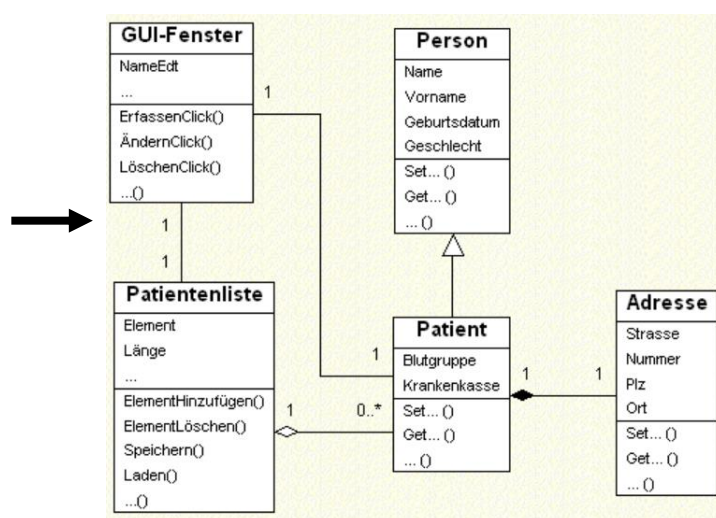 GUI-Fenster
NameEdt
...
ErfassenClick()
ÄndernClick()
LöschenClick()
...()
1
1
1
Patientenliste
Element
Länge
...
ElementHinzufügen()
ElementLöschen()
Speichern()
Laden()
...()
1
0..*
1
Person
Name
Vorname
Geburtsdatum
Geschlecht
Set... ()
Get... ()
... ()
Patient
Blutgruppe
Krankenkasse
Set... ()
Get... ()
... ()
1
1
Adresse
Strasse
Nummer
Plz
Ort
Set... ()
Get... ()
... ()